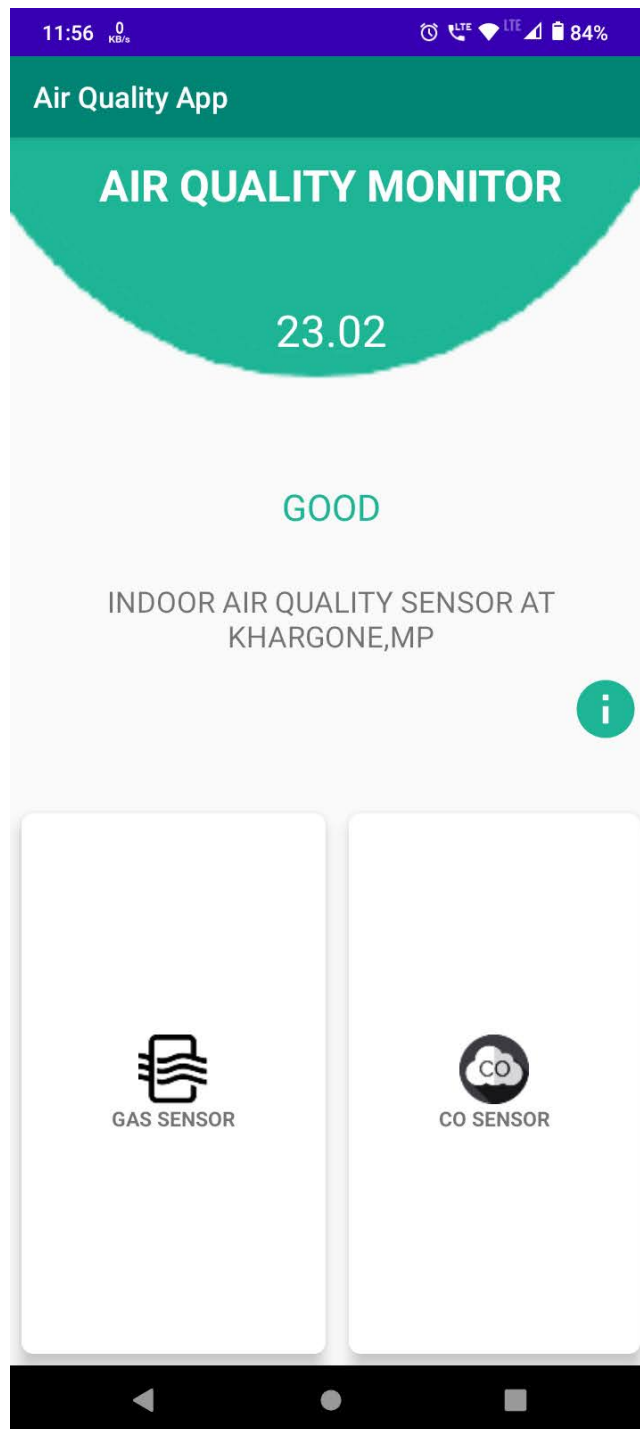 11:56 0 KB/s LTE LTE 84%
Air Quality App
AIR QUALITY MONITOR
23.02
GOOD
INDOOR AIR QUALITY SENSOR AT
KHARGONE,MP
i
CO
GAS SENSOR
CO SENSOR